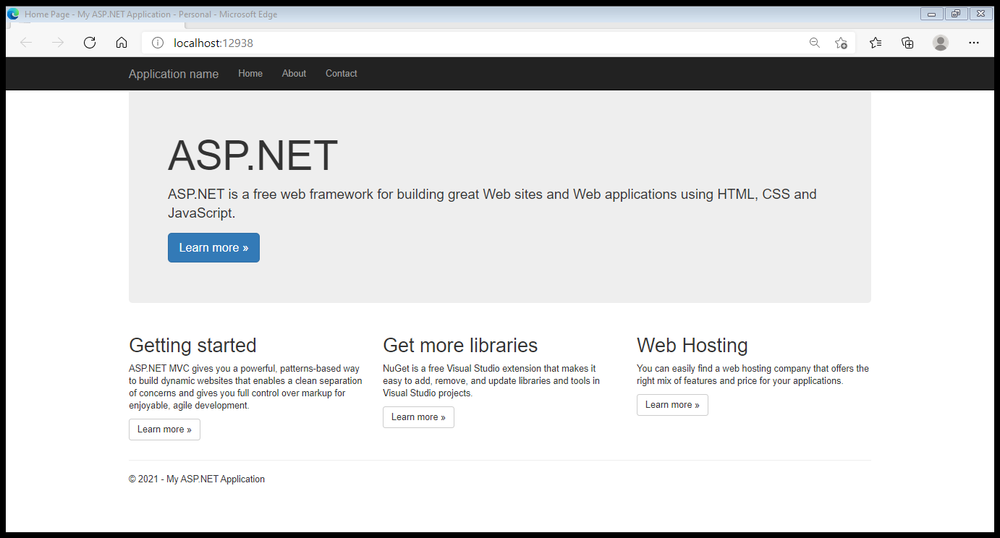 Home Page - My ASP.NET Application - Personal - Microsoft Edge
localhost:12938
Application name Home About Contact
ASP.NET
ASP.NET is a free web framework for building great Web sites and Web applications using HTML, CSS and
JavaScript.
Learn more »
Getting started
ASP.NET MVC gives you a powerful, patterns-based way
to build dynamic websites that enables a clean separation
of concerns and gives you full control over markup for
enjoyable, agile development.
Learn more »
Get more libraries
NuGet is a free Visual Studio extension that makes it
easy to add, remove, and update libraries and tools in
Visual Studio projects.
Learn more »
Web Hosting
You can easily find a web hosting company that offers the
right mix of features and price for your applications.
Learn more »
© 2021 - My ASP.NET Application